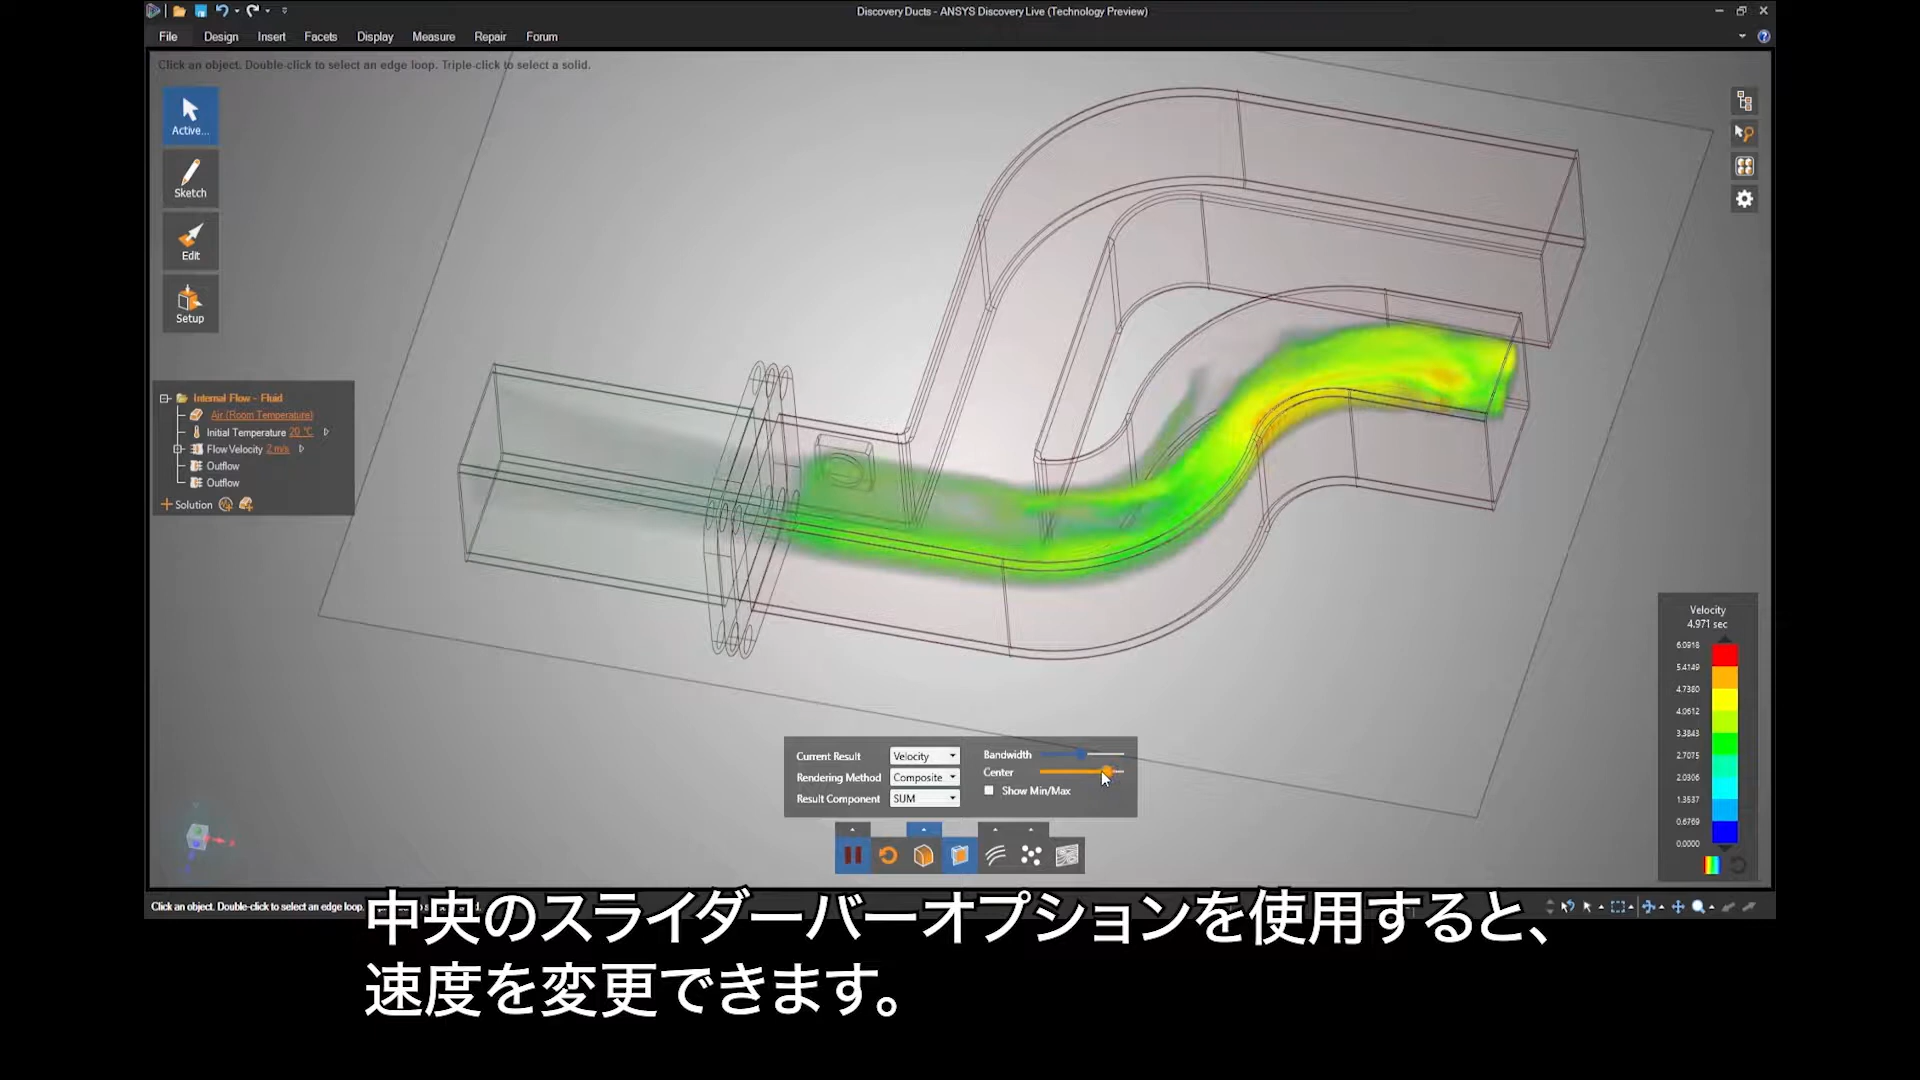 Discovery Ducts - ANSYS Discovery Live (Technology Preview)
File Design Insert Facets Display Measure Repair Forum
Click an object. Double-click to select an edge loop. Triple-click to select a solid.
Active...
Sketch
Edit
Setup
Internal Flow - Fluid
Air (Room Temperature)
Initial Temperature 20 °C
Flow Velocity 2 m/s
Outflow
Outflow
Solution
Velocity
4.971 sec
6.0918
5.4149
4.7380
4.0612
3.3843
2.7075
2.0306
1.3537
0.6769
0.0000
Current Result Velocity
Rendering Method Composite
Result Component SUM
Bandwidth
Center
Show Min/Max
Click an object. Double-click to select an edge loop.
中央のスライダーバーオプションを使用すると、
速度を変更できます。